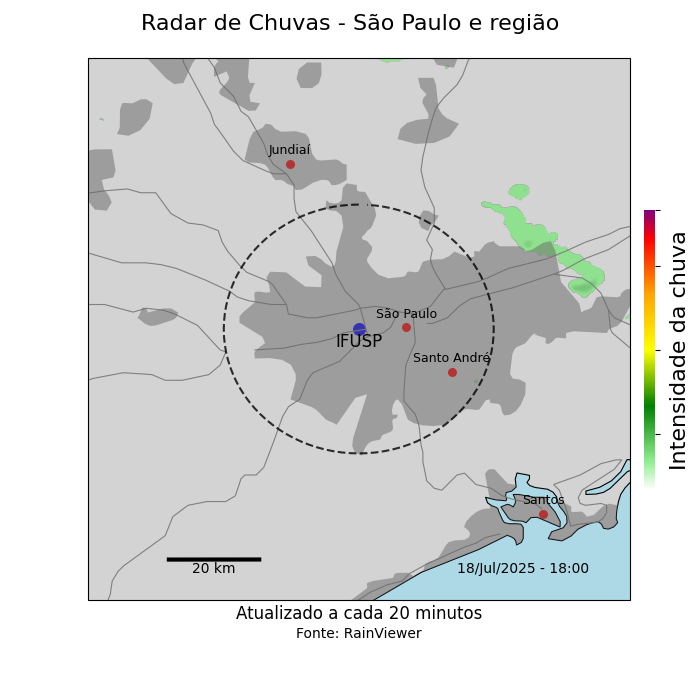 Radar de Chuvas - São Paulo e região
Jundiaí
São Paulo
IFUSP
Santo André
Santos
20 km
18/Jul/2025 - 18:00
Intensidade da chuva
Atualizado a cada 20 minutos
Fonte: RainViewer